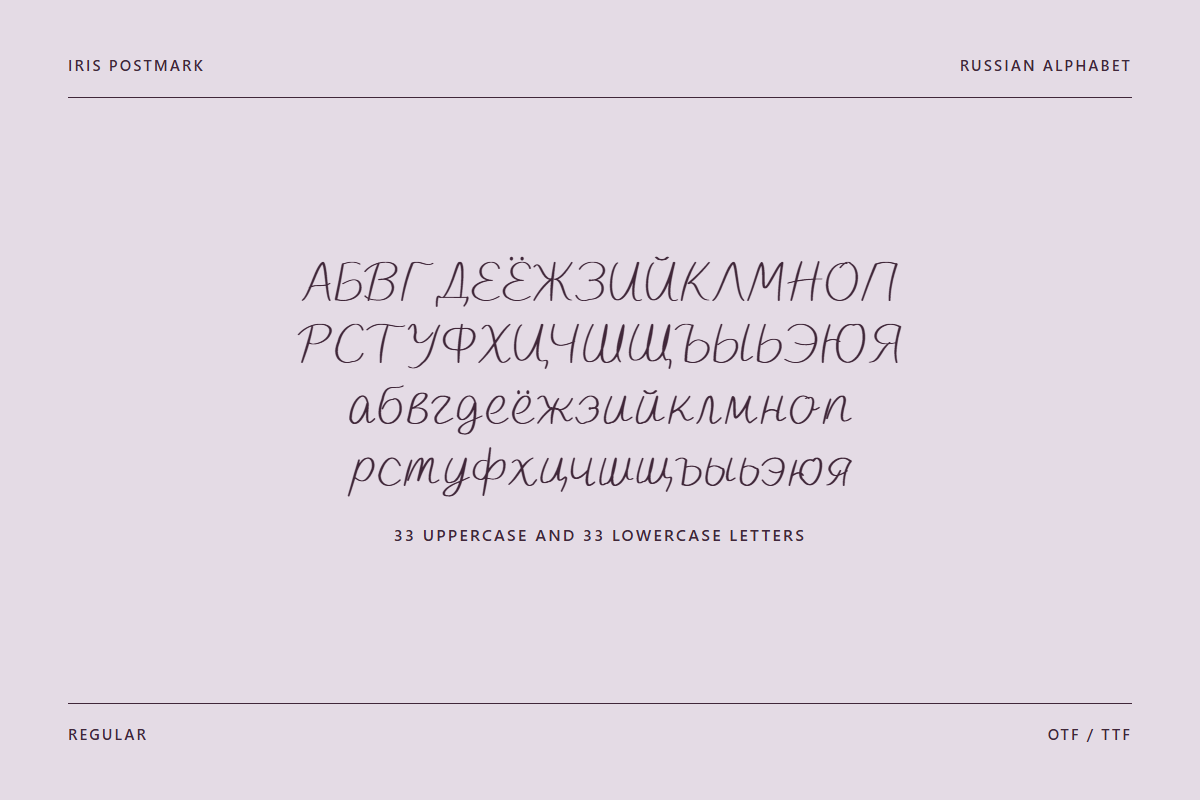 IRIS POSTMARK
RUSSIAN ALPHABET
АБВГДЕЁЖЗИЙКЛМНОП
РСТУФХЦЧШЩЪЫЬЭЮЯ
абвгдеёжзийклмноп
рстуфхцчшщъыьэюя
33 UPPERCASE AND 33 LOWERCASE LETTERS
REGULAR
OTF / TTF